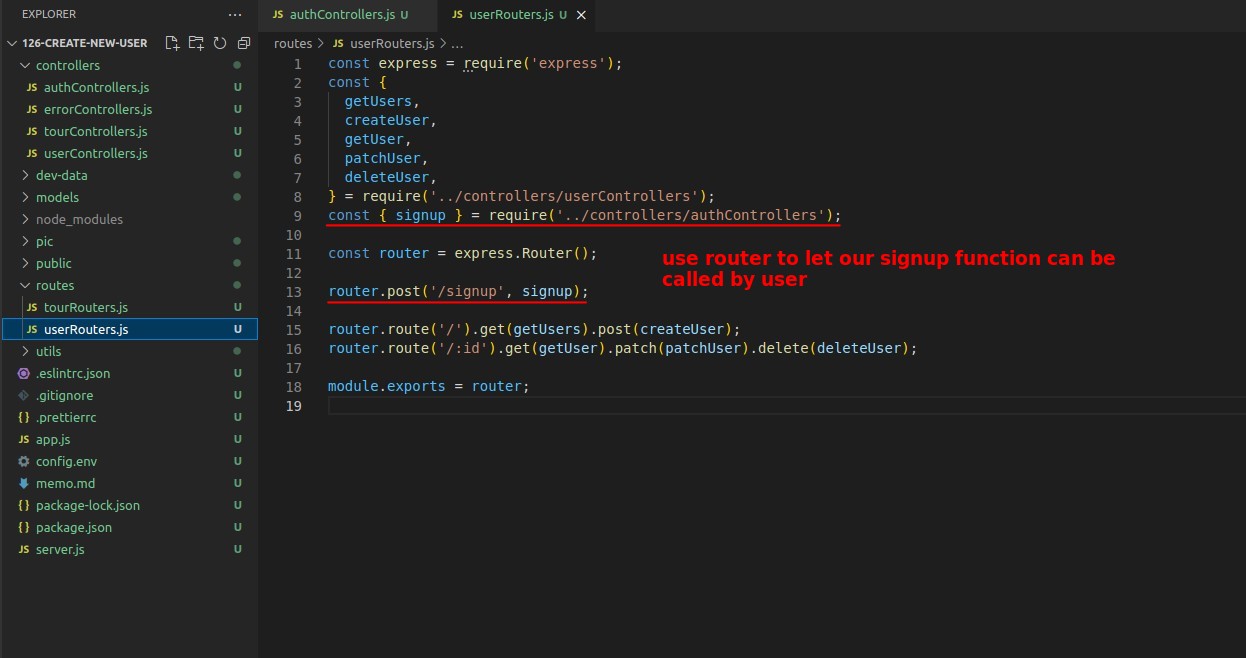 EXPLORER
126-CREATE-NEW-USER
controllers
JS authControllers.js U
JS errorControllers.js U
JS tourControllers.js U
JS userControllers.js U
dev-data
models
node_modules
pic
public
routes
JS tourRouters.js U
JS userRouters.js U
utils
.eslintrc.json U
.gitignore U
{} .prettierrc U
JS app.js U
config.env U
memo.md U
{} package-lock.json U
{} package.json U
JS server.js U
JS authControllers.js U JS userRouters.js U
routes > JS userRouters.js > ...
1 const express = require('express');
2 const {
3 getUsers,
4 createUser,
5 getUser,
6 patchUser,
7 deleteUser,
8 } = require('../controllers/userControllers');
9 const { signup } = require('../controllers/authControllers');
10
11 const router = express.Router();
12
13 router.post('/signup', signup);
14
15 router.route('/').get(getUsers).post(createUser);
16 router.route('/:id').get(getUser).patch(patchUser).delete(deleteUser);
17
18 module.exports = router;
19
use router to let our signup function can be
called by user